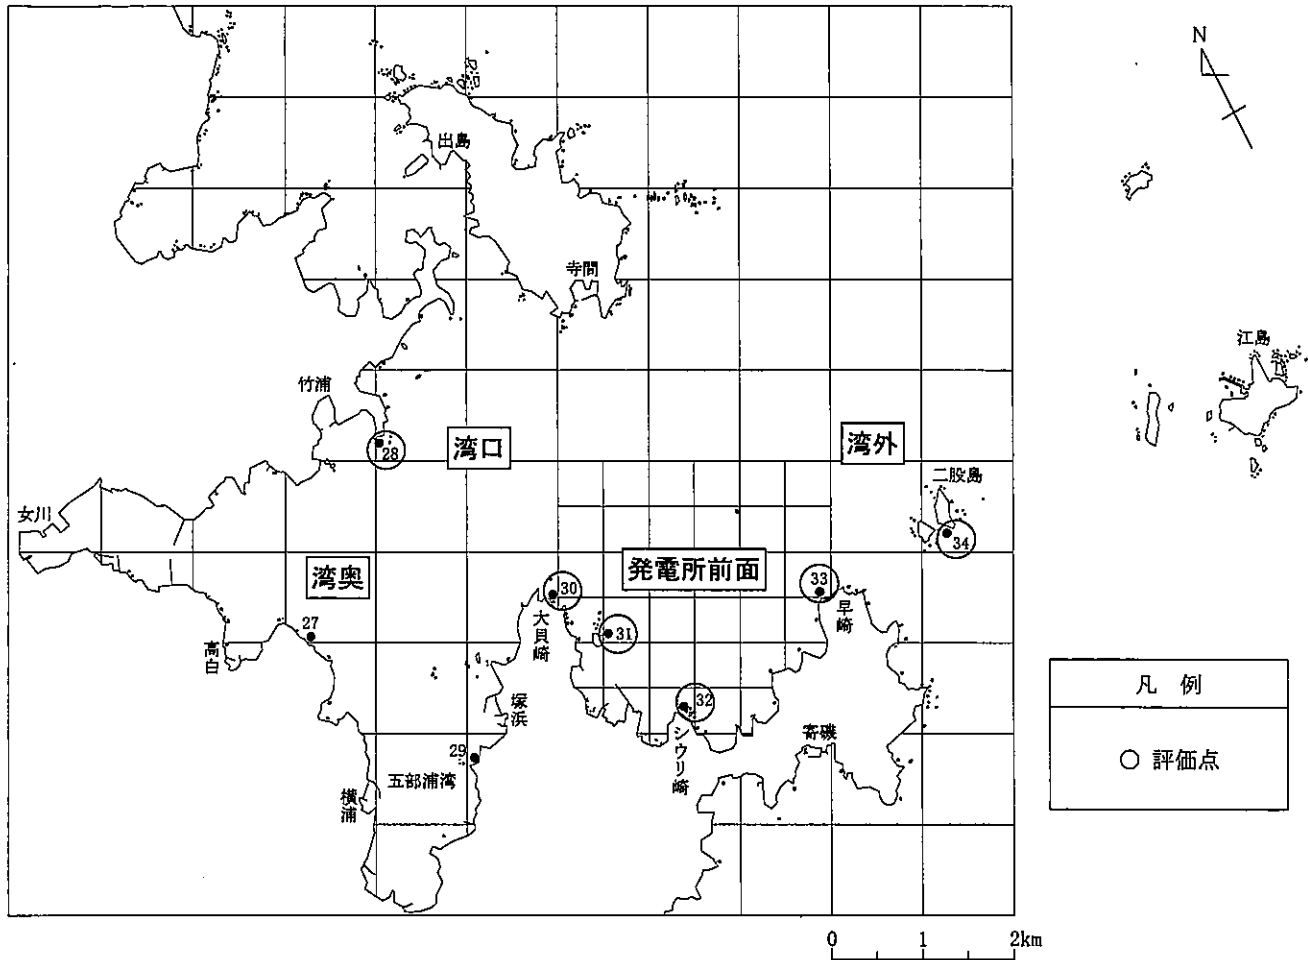 N
出島
寺間
江島
竹浦
湾口
湾外
28
二股島
女川
34
湾奥
発電所前面
33
30
早崎
27
大貝崎
31
高白
塚浜
32
シウリ崎
寄磯
29
五部浦湾
横浦
凡 例
○ 評価点
0 1 2km